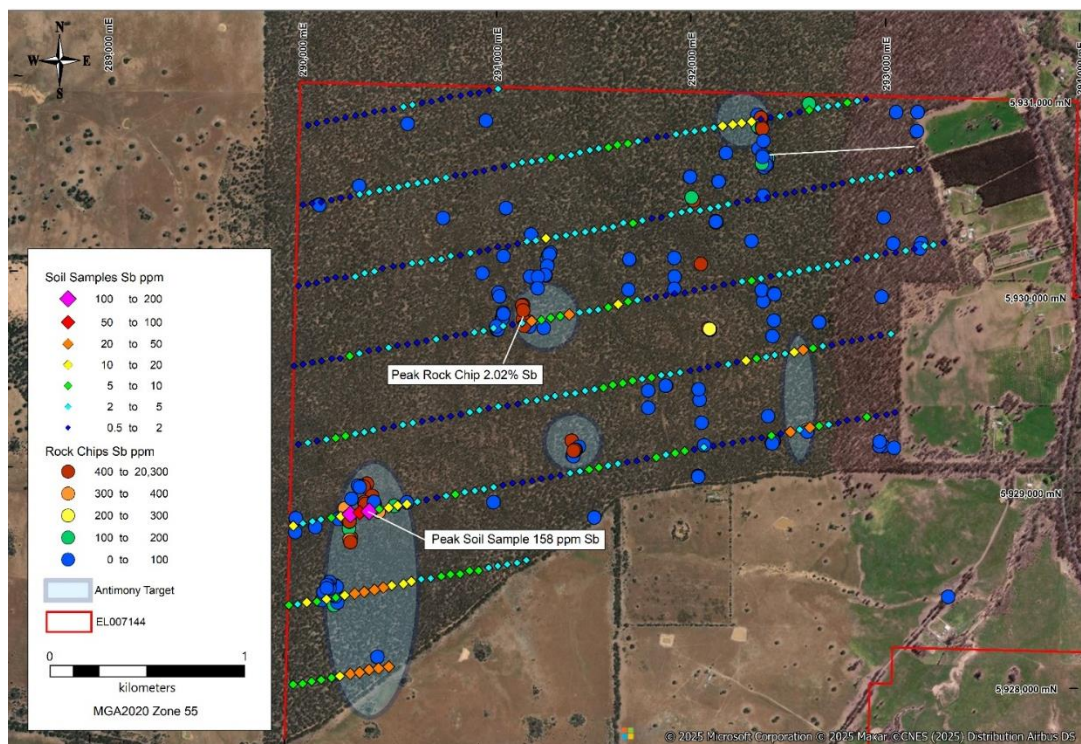 N
W E
S
289,000 mE
290,000 mE
291,000 mE
292,000 mE
293,000 mE
5,931,000 mN
5,930,000 mN
5,929,000 mN
5,928,000 mN
Peak Rock Chip 2.02% Sb
Peak Soil Sample 158 ppm Sb
Soil Samples Sb ppm
100 to 200
50 to 100
20 to 50
10 to 20
5 to 10
2 to 5
0.5 to 2
Rock Chips Sb ppm
400 to 20,300
300 to 400
200 to 300
100 to 200
0 to 100
Antimony Target
EL007144
0 1
kilometers
MGA2020 Zone 55
© 2025 Microsoft Corporation © 2025 Maxar ©CNES (2025) Distribution Airbus DS